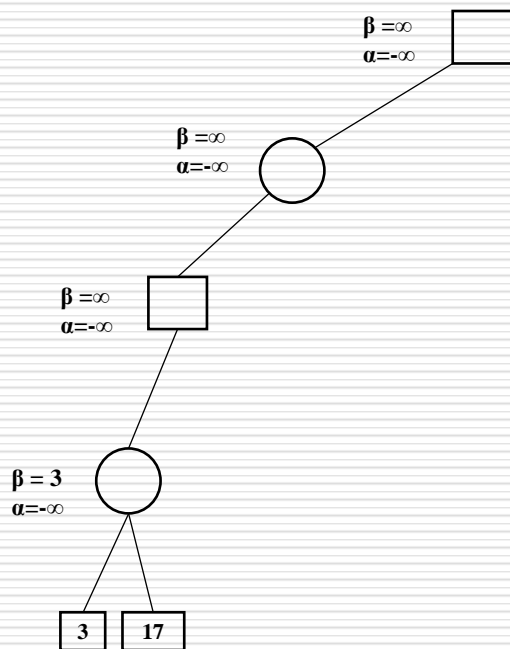 β =∞
α=-∞
β =∞
α=-∞
β =∞
α=-∞
β = 3
α=-∞
3 17